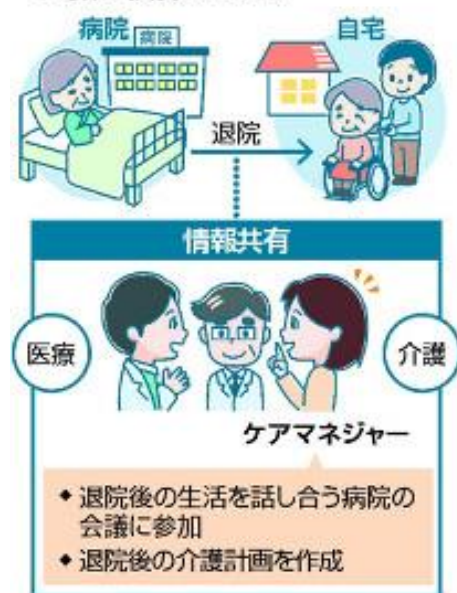 病院
病院
自宅
退院
情報共有
医療
介護
ケアマネジャー
◆ 退院後の生活を話し合う病院の
会議に参加
◆ 退院後の介護計画を作成